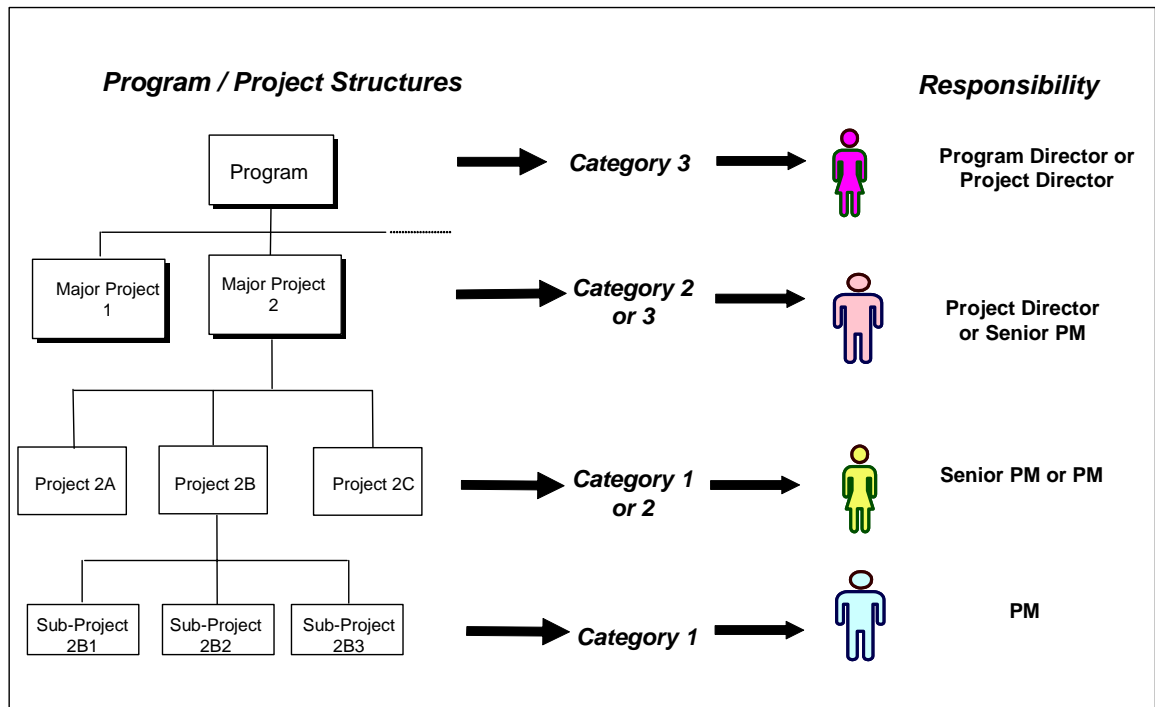 Program / Project Structures
Responsibility
Program
Category 3
Program Director or
Project Director
Major Project
1
Major Project
2
Category 2
or 3
Project Director
or Senior PM
Project 2A
Project 2B
Project 2C
Category 1
or 2
Senior PM or PM
Sub-Project
2B1
Sub-Project
2B2
Sub-Project
2B3
Category 1
PM